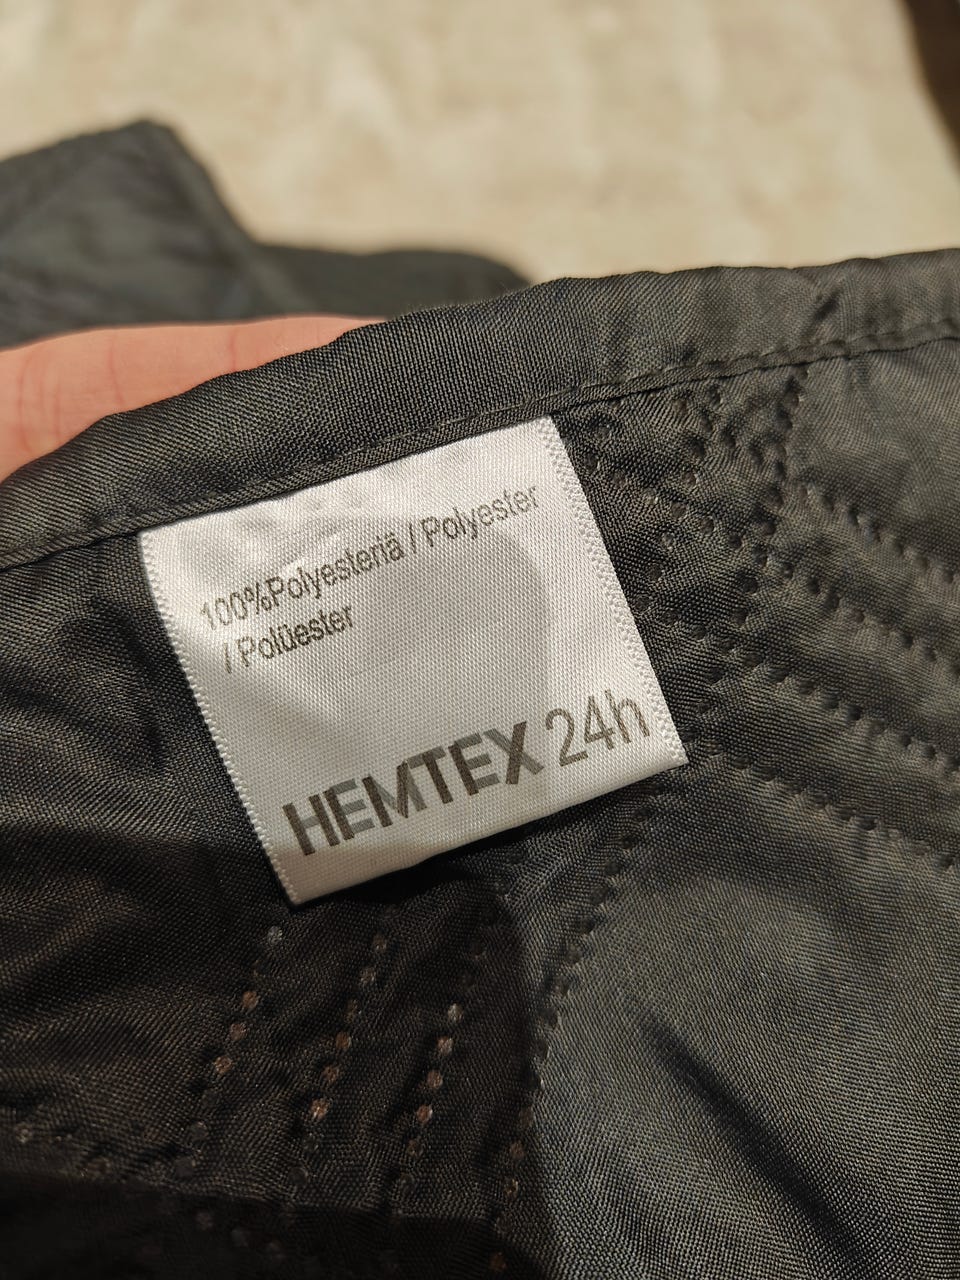 100%Polyesteriä / Polyester
/ Polüester
HEMTEX 24h